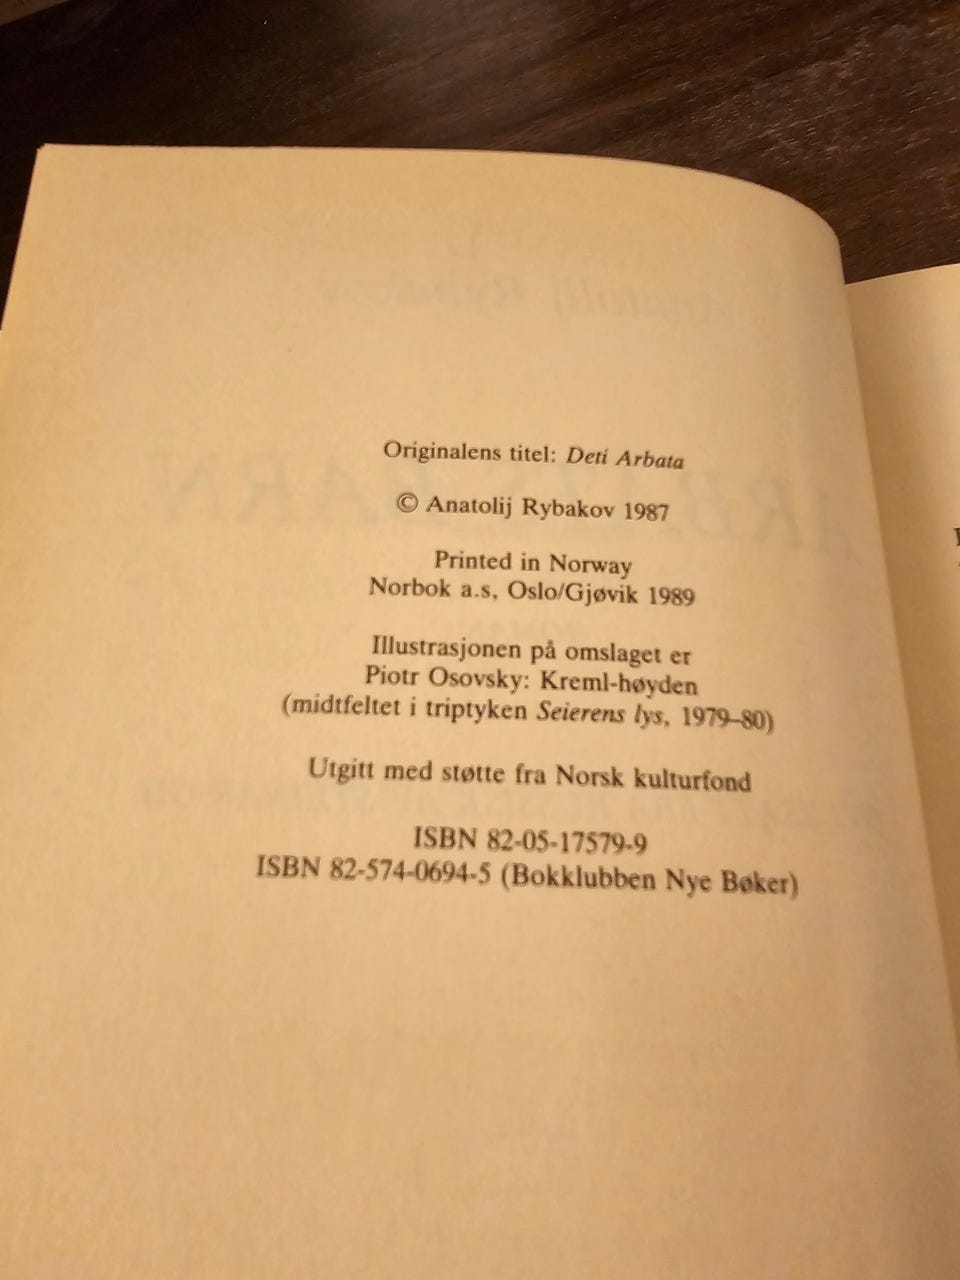 Originalens titel: Deti Arbata
© Anatolij Rybakov 1987
Printed in Norway
Norbok a.s, Oslo/Gjøvik 1989
Illustrasjonen på omslaget er
Piotr Osovsky: Kreml-høyden
(midtfeltet i triptyken Seierens lys, 1979–80)
Utgitt med støtte fra Norsk kulturfond
ISBN 82-05-17579-9
ISBN 82-574-0694-5 (Bokklubben Nye Bøker)